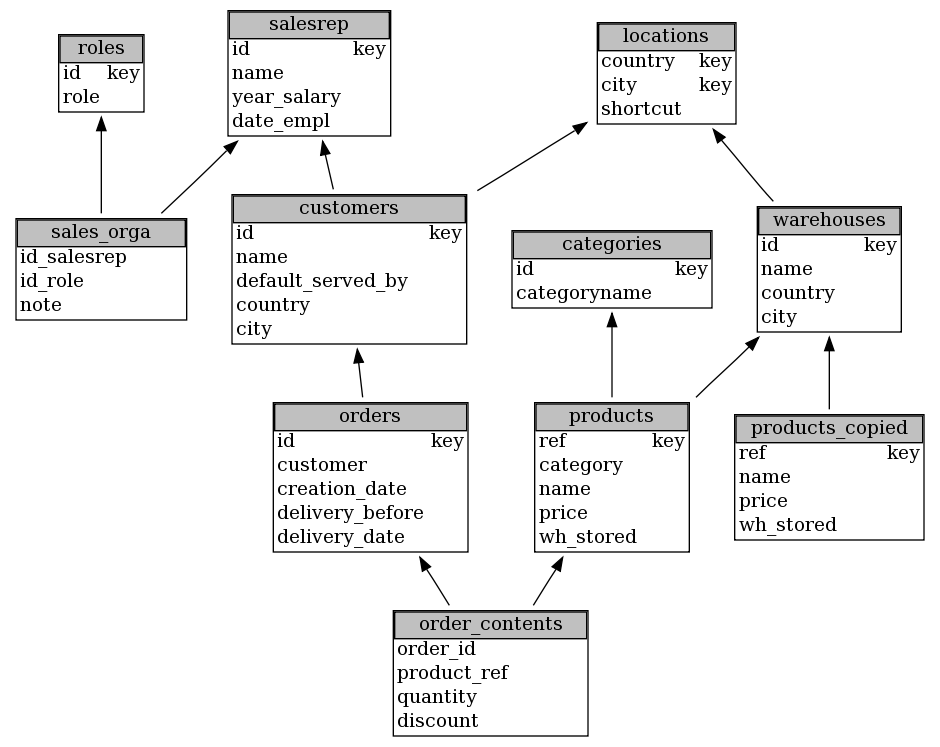 roles
id key
role
salesrep
id key
name
year_salary
date_empl
locations
country key
city key
shortcut
sales_orga
id_salesrep
id_role
note
customers
id key
name
default_served_by
country
city
categories
id key
categoryname
warehouses
id key
name
country
city
orders
id key
customer
creation_date
delivery_before
delivery_date
products
ref key
category
name
price
wh_stored
products_copied
ref key
name
price
wh_stored
order_contents
order_id
product_ref
quantity
discount